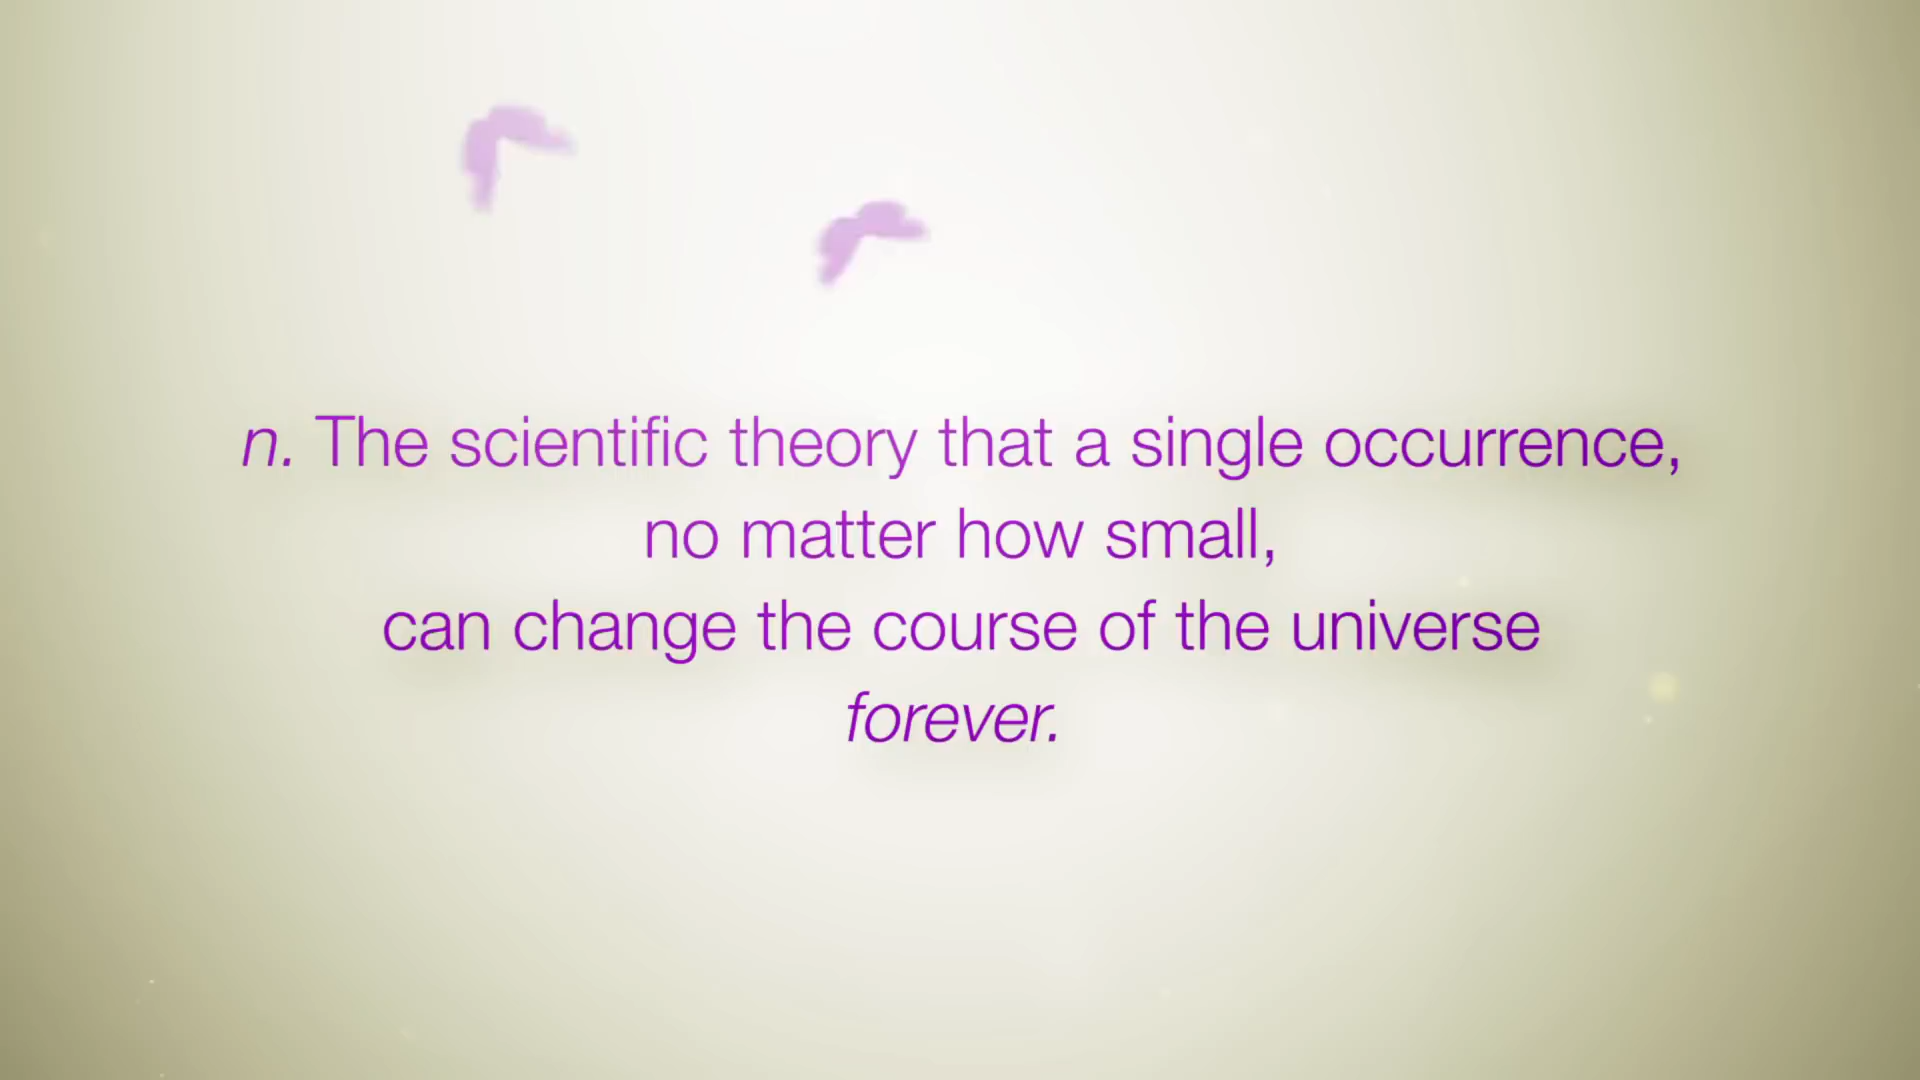 n. The scientific theory that a single occurrence,
no matter how small,
can change the course of the universe
forever.